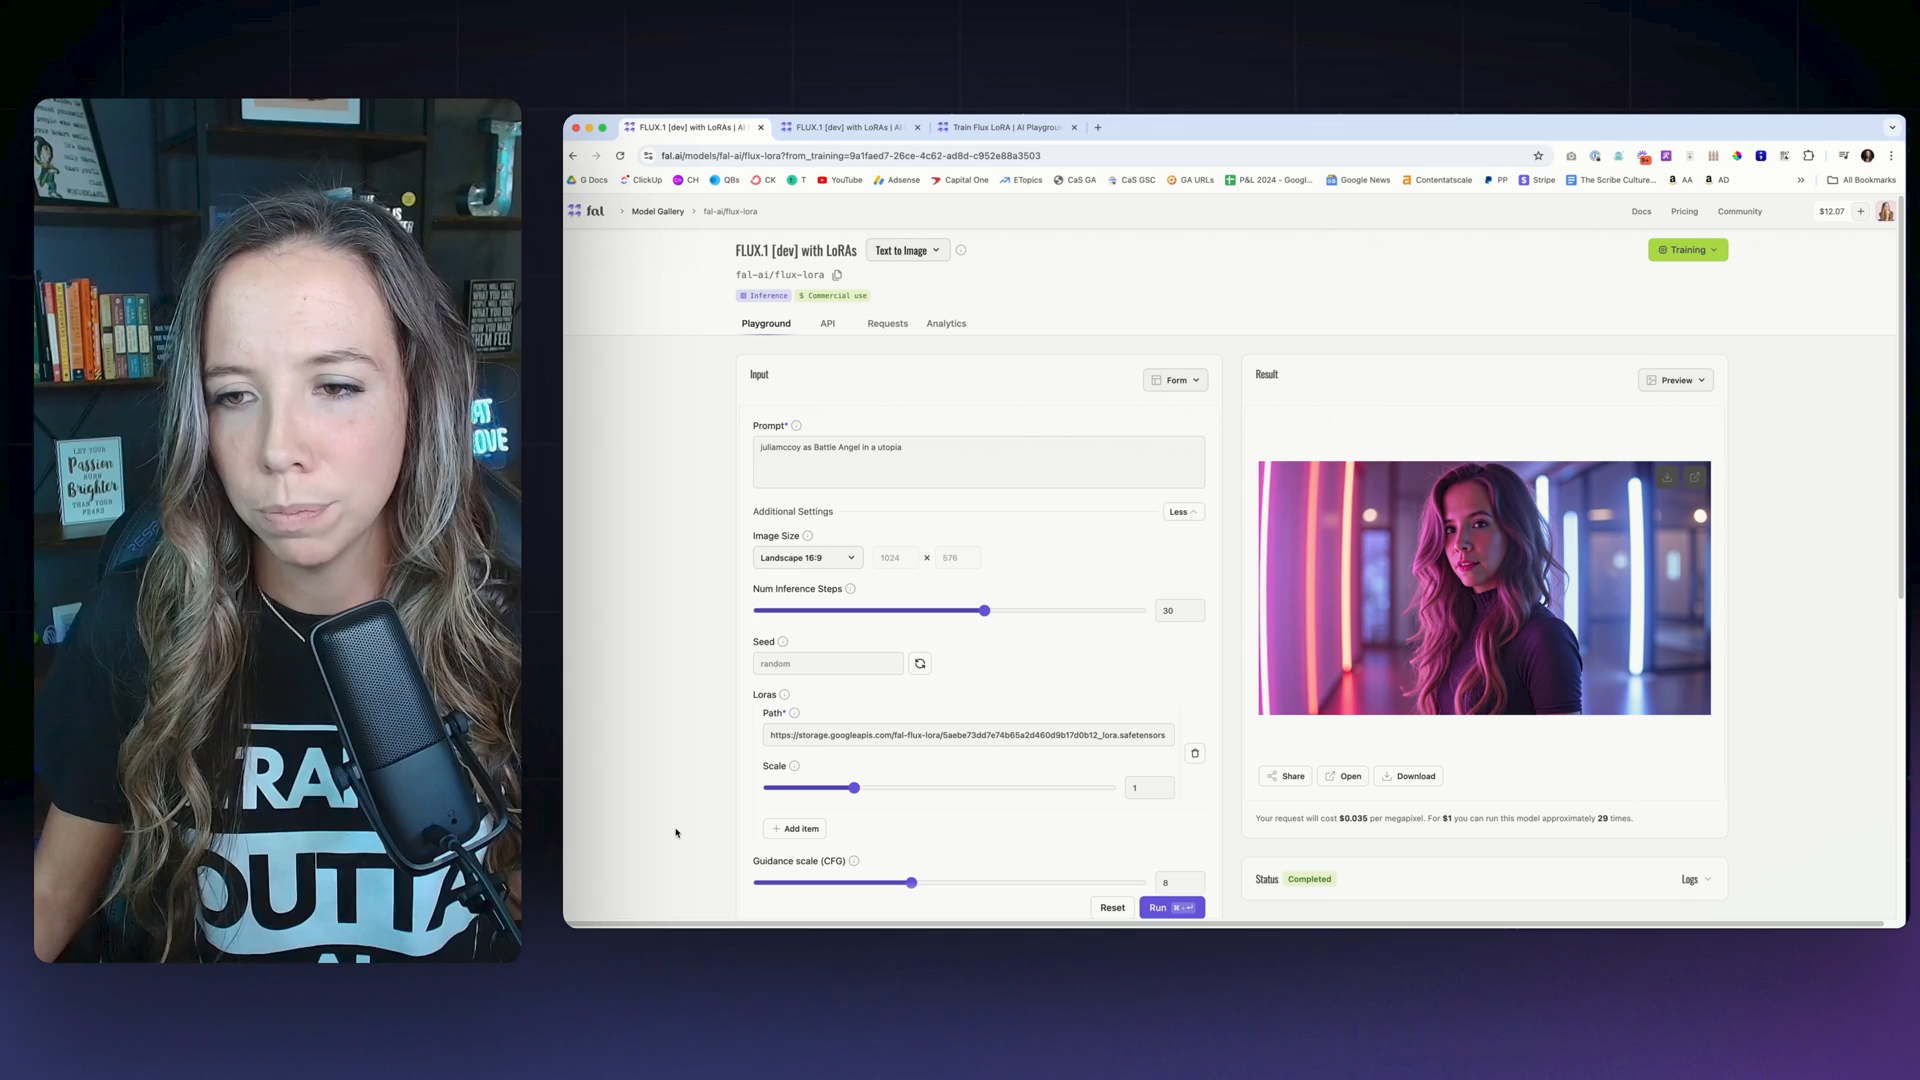 LET YOUR
Passion
BURN
Brighter
THAN YOUR
FEARS
OUTTA
FLUX.1 [dev] with LoRAs | AI
FLUX.1 [dev] with LoRAs | AI
Train Flux LoRA | AI Playgroun
fal.ai/models/fal-ai/flux-lora?from_training=9a1faed7-26ce-4c62-ad8d-c952e88a3503
G Docs
ClickUp
CH
QBs
CK
T
YouTube
Adsense
Capital One
ETopics
CaS GA
CaS GSC
GA URLs
P&L 2024 - Googl...
Google News
Contentatscale
PP
Stripe
The Scribe Culture...
AA
AD
All Bookmarks
fal
Model Gallery
fal-ai/flux-lora
Docs
Pricing
Community
$12.07
FLUX.1 [dev] with LoRAs
Text to Image
Training
fal-ai/flux-lora
Inference
Commercial use
Playground
API
Requests
Analytics
Input
Form
Prompt*
juliamccoy as Battle Angel in a utopia
Additional Settings
Less
Image Size
Landscape 16:9
1024
×
576
Num Inference Steps
30
Seed
random
Loras
Path*
https://storage.googleapis.com/fal-flux-lora/5aebe73dd7e74b65a2d460d9b17d0b12_lora.safetensors
Scale
1
+ Add item
Guidance scale (CFG)
8
Reset
Run
Result
Preview
Share
Open
Download
Your request will cost $0.035 per megapixel. For $1 you can run this model approximately 29 times.
Status
Completed
Logs